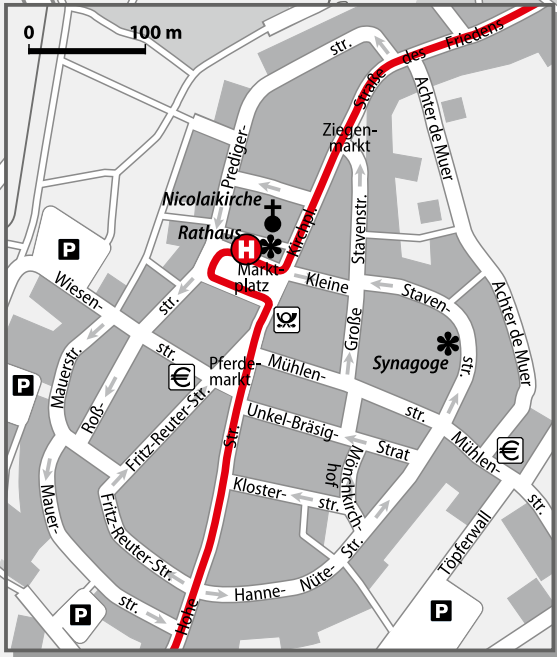 0 100 m
str.
Straße des Friedens
Achter de Muer
Ziegen-
markt
Prediger-
Nicolaikirche
Rathaus
H
Kirchpl.
Stavenstr.
Große
Markt-
platz
Kleine
Staven-
str.
P
Wiesen-
str.
str.
Achter de Muer
Synagoge
Pferde-
markt
Mühlen-
str.
Mühlen-
str.
€
€
P
Mauerstr.
Roß-
Fritz-Reuter-Str.
Unkel-Bräsig-
Strat
Str.
Kloster-
str.
Mönchkirch-
hof
Mauer-
str.
Fritz-Reuter-Str.
Hanne-
Nüte-
Str.
Töpferwall
Hohe
P
P